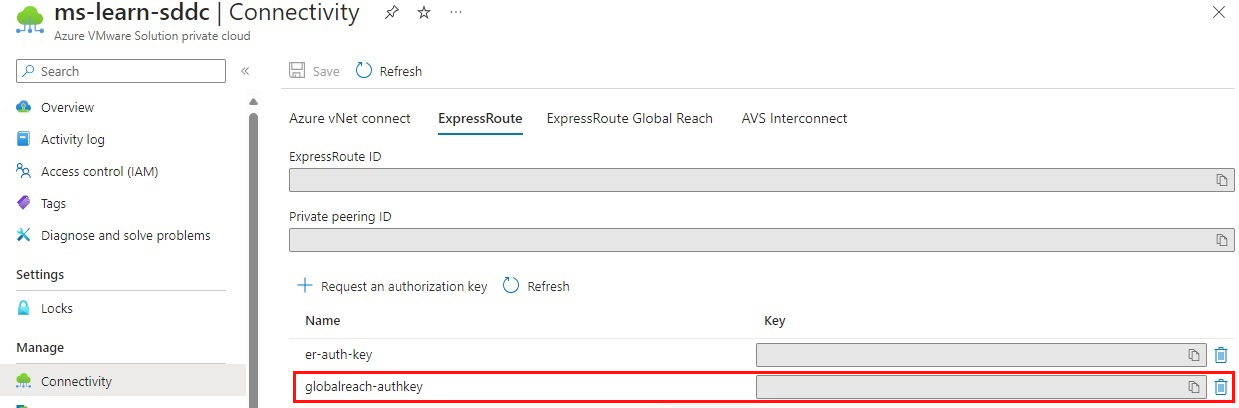 ms-learn-sddc | Connectivity
Azure VMware Solution private cloud
Search
Overview
Activity log
Access control (IAM)
Tags
Diagnose and solve problems
Settings
Locks
Manage
Connectivity
Save Refresh
Azure vNet connect ExpressRoute ExpressRoute Global Reach AVS Interconnect
ExpressRoute ID
Private peering ID
Request an authorization key Refresh
Name Key
er-auth-key
globalreach-authkey